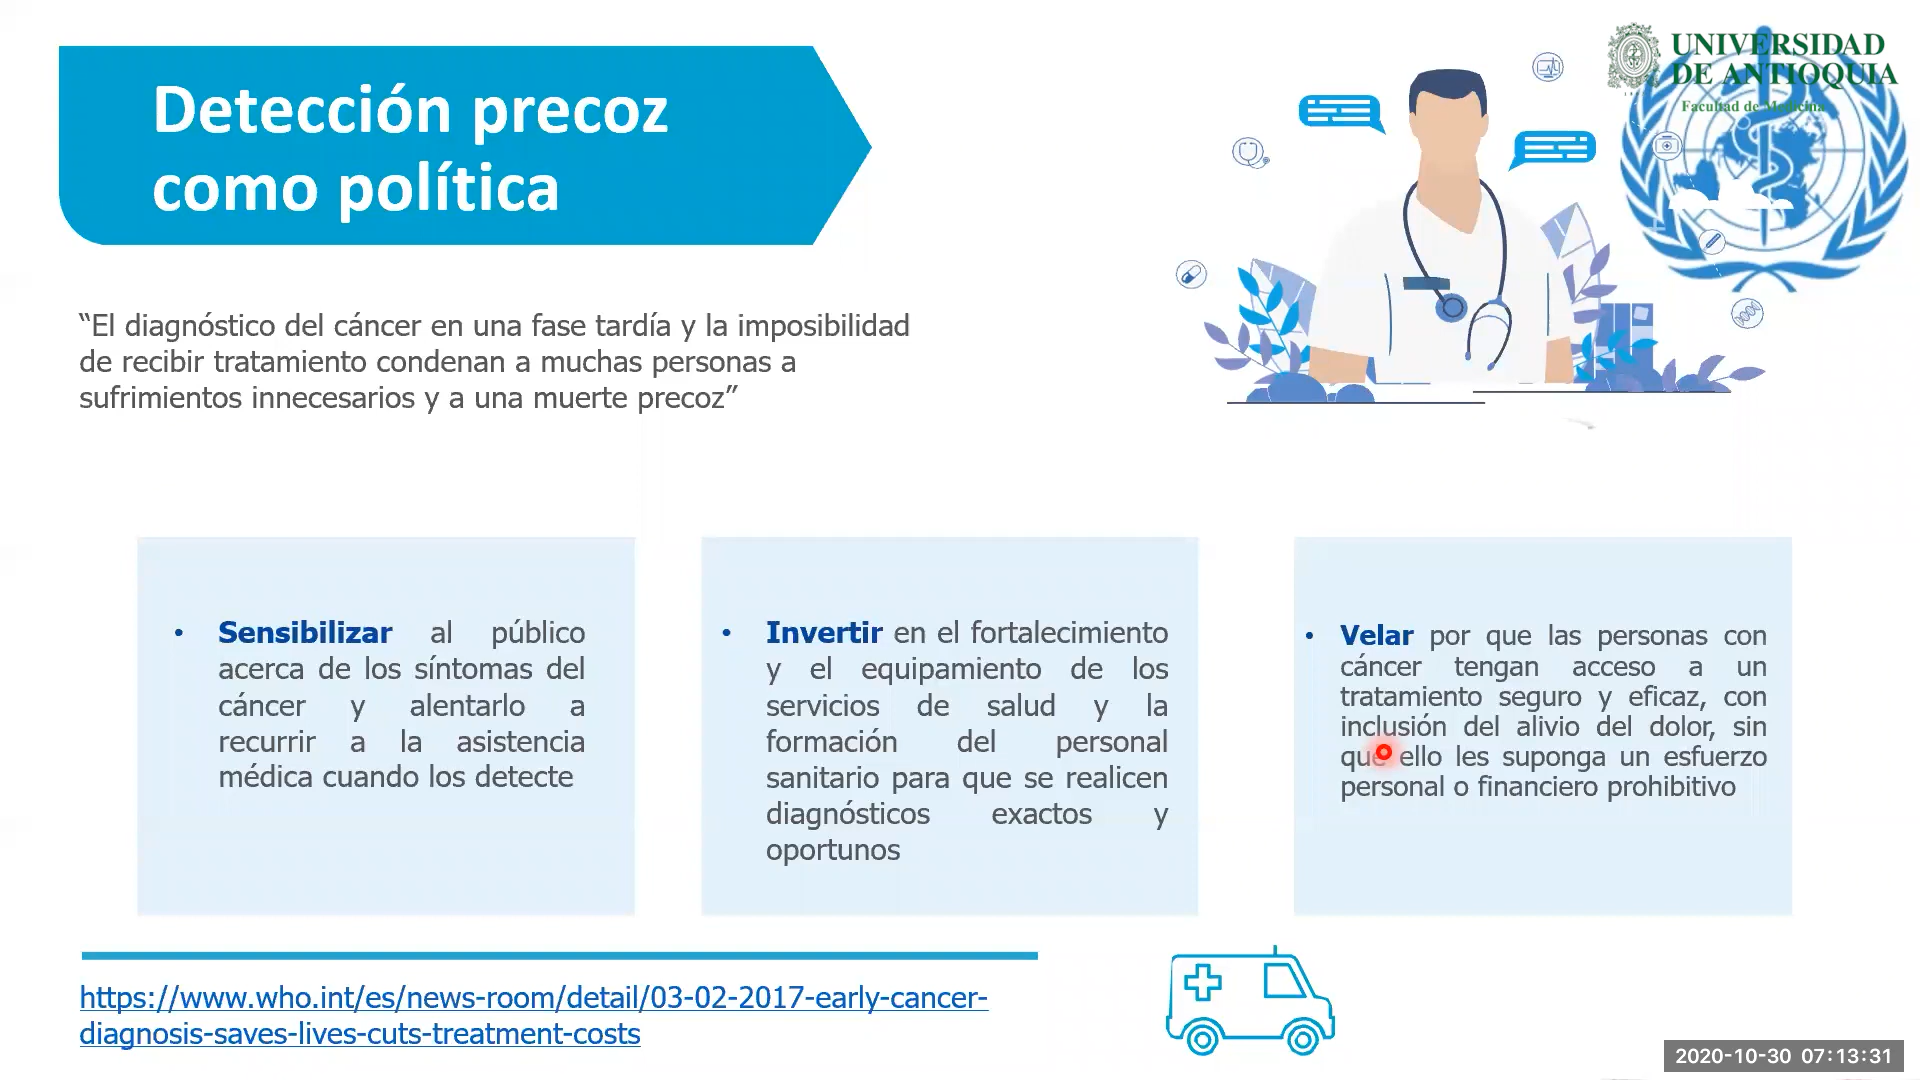 Detección precoz
como política
UNIVERSIDAD
DE ANTIOQUIA
Facultad de Medicina
“El diagnóstico del cáncer en una fase tardía y la imposibilidad
de recibir tratamiento condenan a muchas personas a
sufrimientos innecesarios y a una muerte precoz”
• Sensibilizar al público
acerca de los síntomas del
cáncer y alentarlo a
recurrir a la asistencia
médica cuando los detecte
• Invertir en el fortalecimiento
y el equipamiento de los
servicios de salud y la
formación del personal
sanitario para que se realicen
diagnósticos exactos y
oportunos
• Velar por que las personas con
cáncer tengan acceso a un
tratamiento seguro y eficaz, con
inclusión del alivio del dolor, sin
que ello les suponga un esfuerzo
personal o financiero prohibitivo
https://www.who.int/es/news-room/detail/03-02-2017-early-cancer-
diagnosis-saves-lives-cuts-treatment-costs
2020-10-30 07:13:31